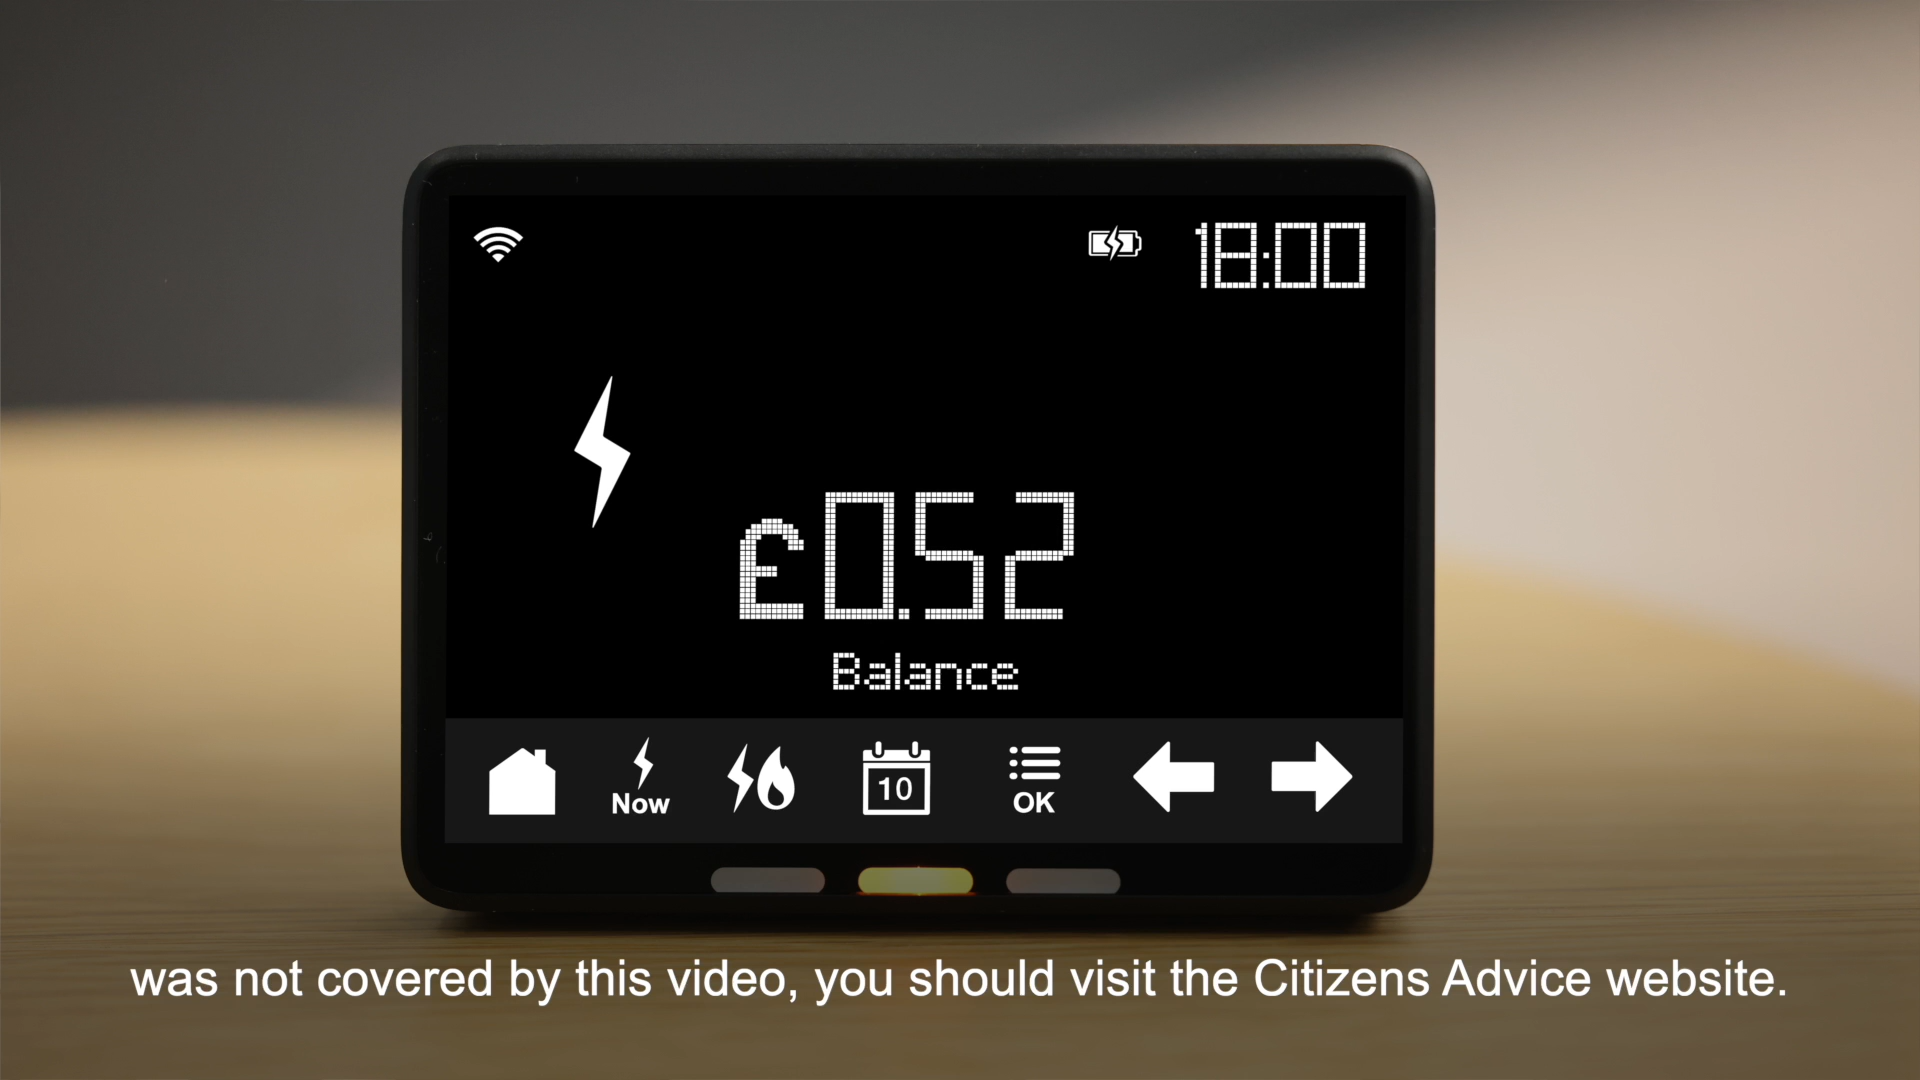 18:00
£0.52
Balance
Now
10
OK
was not covered by this video, you should visit the Citizens Advice website.